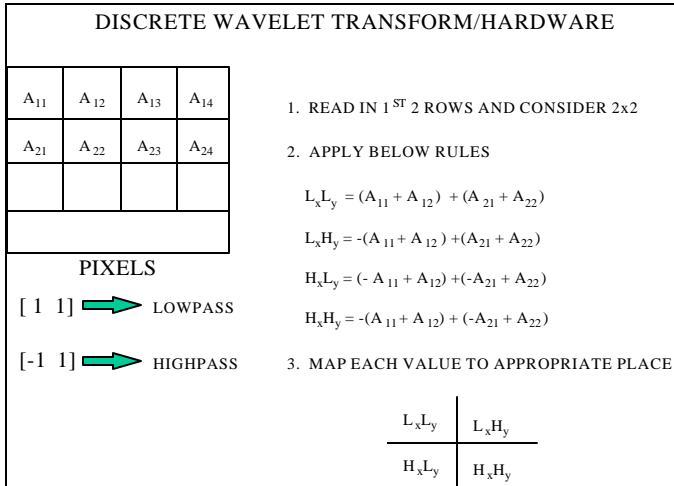 DISCRETE WAVELET TRANSFORM/HARDWARE
A11 A12 A13 A14
A21 A22 A23 A24
PIXELS
[ 1 1] LOWPASS
[-1 1] HIGHPASS
1. READ IN 1ST 2 ROWS AND CONSIDER 2x2
2. APPLY BELOW RULES
LxLy = (A11 + A12) + (A21 + A22)
LxHy = -(A11 + A12) +(A21 + A22)
HxLy = (- A11 + A12) +(-A21 + A22)
HxHy = -(A11 + A12) + (-A21 + A22)
3. MAP EACH VALUE TO APPROPRIATE PLACE
LxLy LxHy
HxLy HxHy